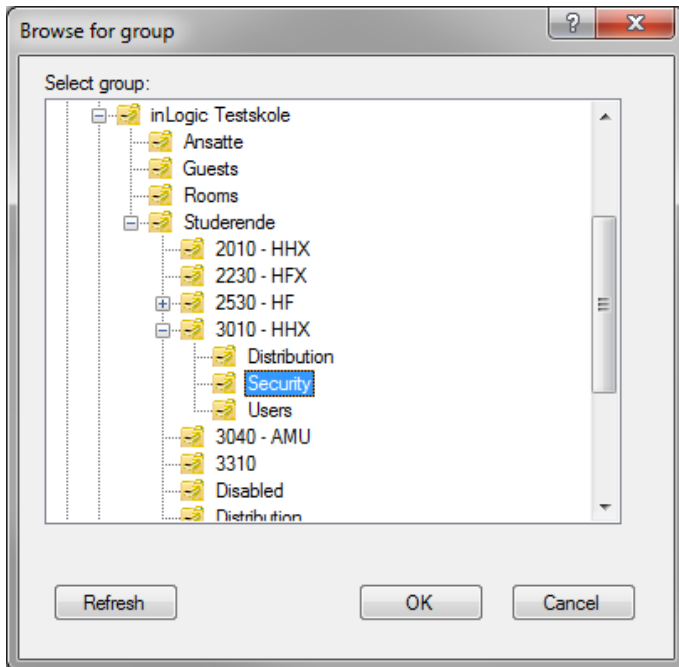 Browse for group
?
X
Select group:
inLogic Testskole
Ansatte
Guests
Rooms
Studerende
2010 - HHX
2230 - HFX
2530 - HF
3010 - HHX
Distribution
Security
Users
3040 - AMU
3310
Disabled
Distribution
Refresh OK Cancel